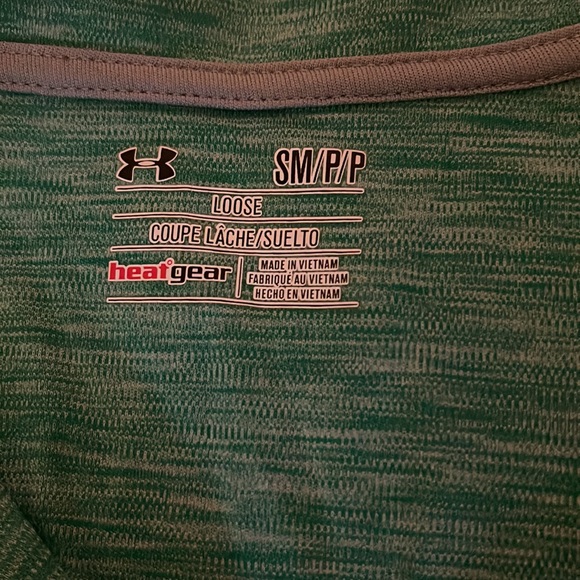 SM/P/P
LOOSE
COUPE LÂCHE/SUELTO
heatgear
MADE IN VIETNAM
FABRIQUÉ AU VIETNAM
HECHO EN VIETNAM